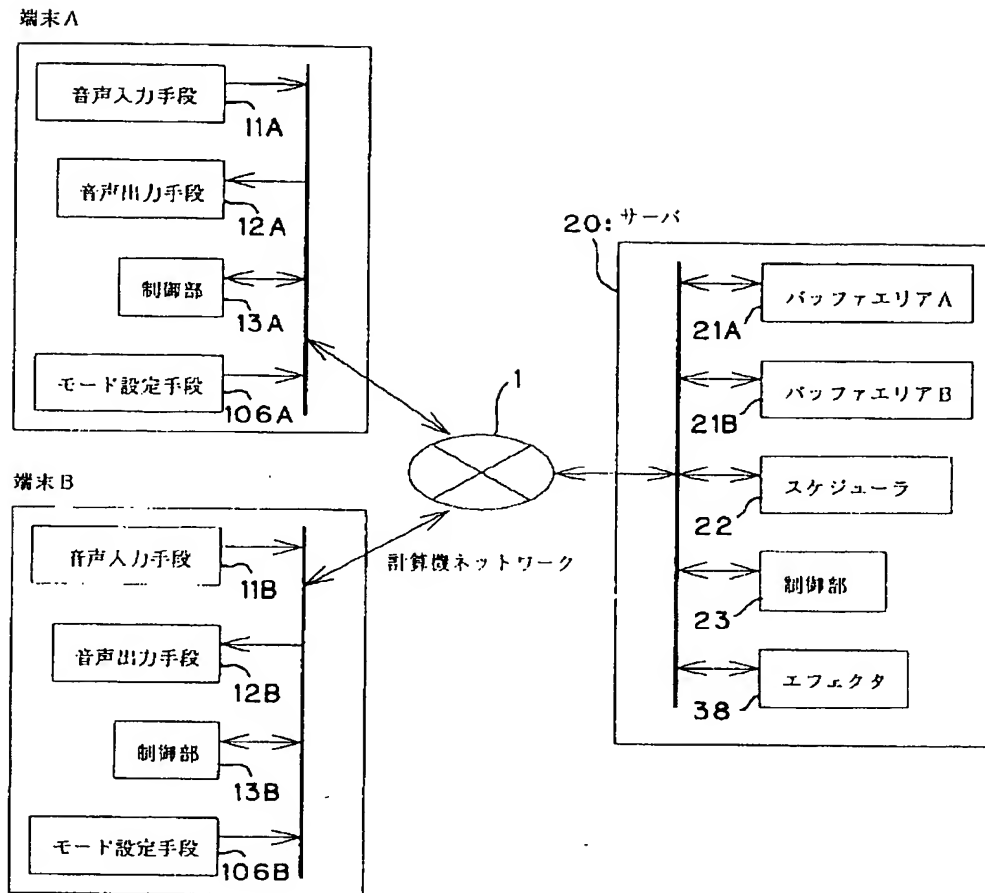 端末A
音声入力手段
11A
音声出力手段
12A
制御部
13A
モード設定手段
106A
端末B
音声入力手段
11B
音声出力手段
12B
制御部
13B
モード設定手段
106B
1
計算機ネットワーク
20:サーバ
バッファエリアA
21A
バッファエリアB
21B
スケジューラ
22
制御部
23
エフェクタ
38